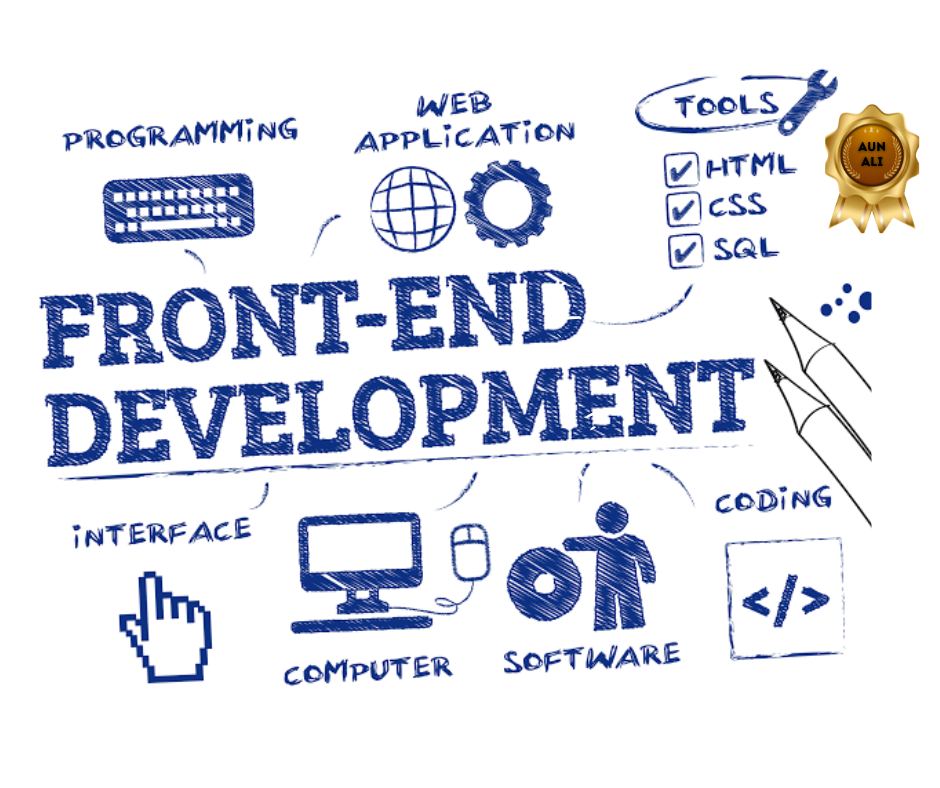 PROGRAMMiNG
WEB
APPLiCATiON
TOOLS
HTML
CSS
SQL
AUN
ALI
FRONT-END
DEVELOPMENT
iNTERFACE
COMPUTER
SOFTWARE
CODiNG
</>